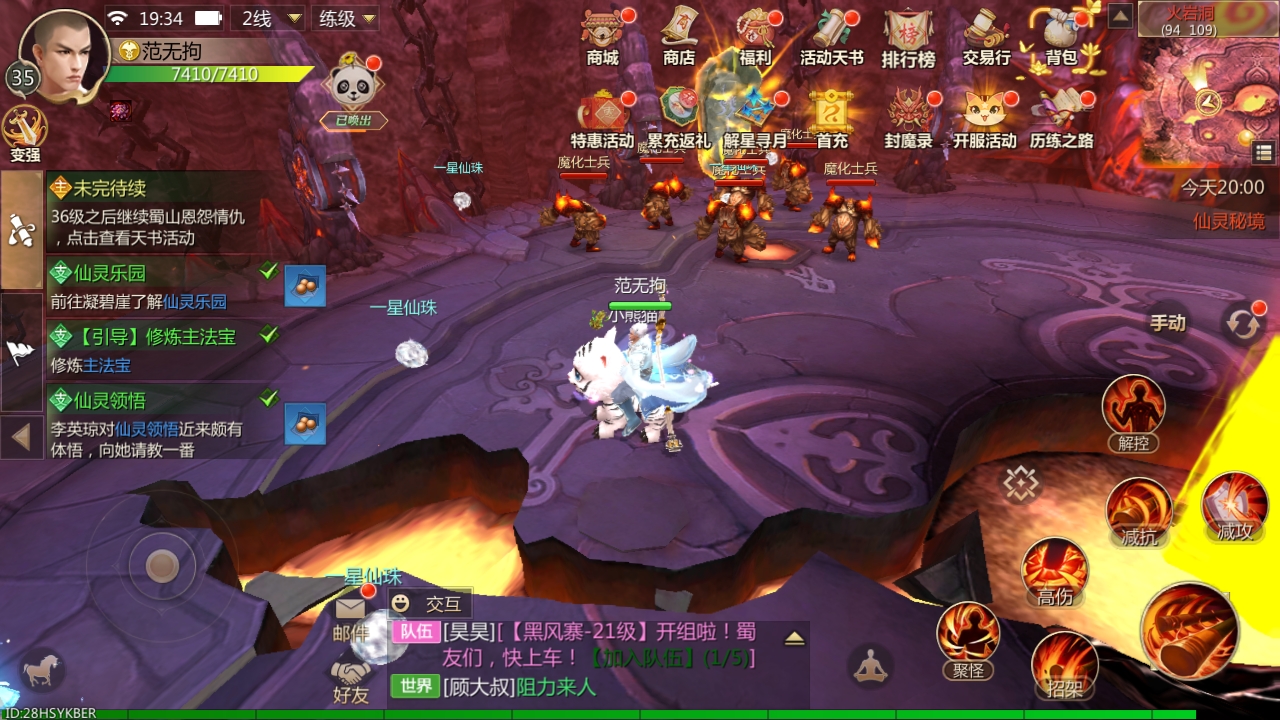 19:34
2线
练级
范无拘
35
7410/7410
变强
已唤出
商城
商店
福利
活动天书
排行榜
交易行
背包
特惠活动
累充返礼
解星寻月
首充
封魔录
开服活动
历练之路
火岩洞
(94 109)
今天20:00
仙灵秘境
主 未完待续
36级之后继续蜀山恩怨情仇
，点击查看天书活动
支 仙灵乐园
前往凝碧崖了解仙灵乐园
支 【引导】修炼主法宝
修炼主法宝
支 仙灵领悟
李英琼对仙灵领悟近来颇有
体悟，向她请教一番
一星仙珠
魔化士兵
魔化士兵
魔化士兵
魔化士兵
一星仙珠
范无拘
小熊猫
手动
解控
减抗
减攻
高伤
聚怪
招架
一星仙珠
邮件
交互
好友
队伍 [昊昊][【黑风寨-21级】开组啦！蜀
友们，快上车！【加入队伍】(1/5)]
世界 [顾大叔]阻力来人
ID:28HSYKBER